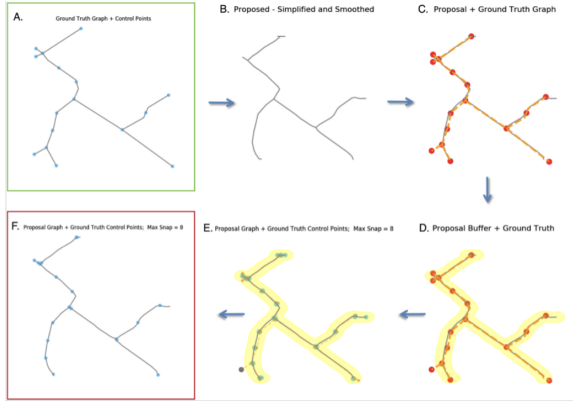 A.
Ground Truth Graph + Control Points
B. Proposed - Simplified and Smoothed
C. Proposal + Ground Truth Graph
F. Proposal Graph + Ground Truth Control Points; Max Snap = 8
E. Proposal Graph + Ground Truth Control Points; Max Snap = 8
D. Proposal Buffer + Ground Truth